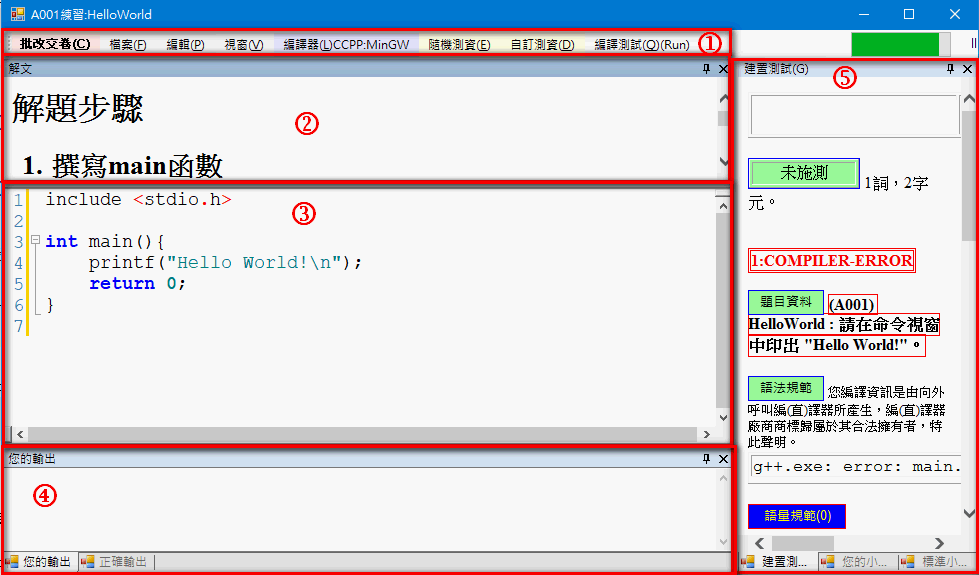 A001練習:HelloWorld
批改交卷(C) 檔案(F) 編輯(P) 視窗(V) 編譯器(L)CCPP:MinGW 隨機測資(E) 自訂測資(D) 編譯測試(Q)(Run) ①
解文
解題步驟
②
1. 撰寫main函數
1 include <stdio.h>
③
2
3 int main(){
4 printf("Hello World!\n");
5 return 0;
6 }
7
您的輸出
④
您的輸出 正確輸出
建置測試(G)
⑤
未施測 1詞,2字
元。
1:COMPILER-ERROR
題目資料 (A001)
HelloWorld : 請在命令視窗
中印出 "Hello World!"。
語法規範 您編譯資訊是由向外
呼叫編(直)譯器所產生,編(直)譯器
廠商商標歸屬於其合法擁有者,特
此聲明。
g++.exe: error: main.
語量規範(0)
建置測... 您的小... 標準小...